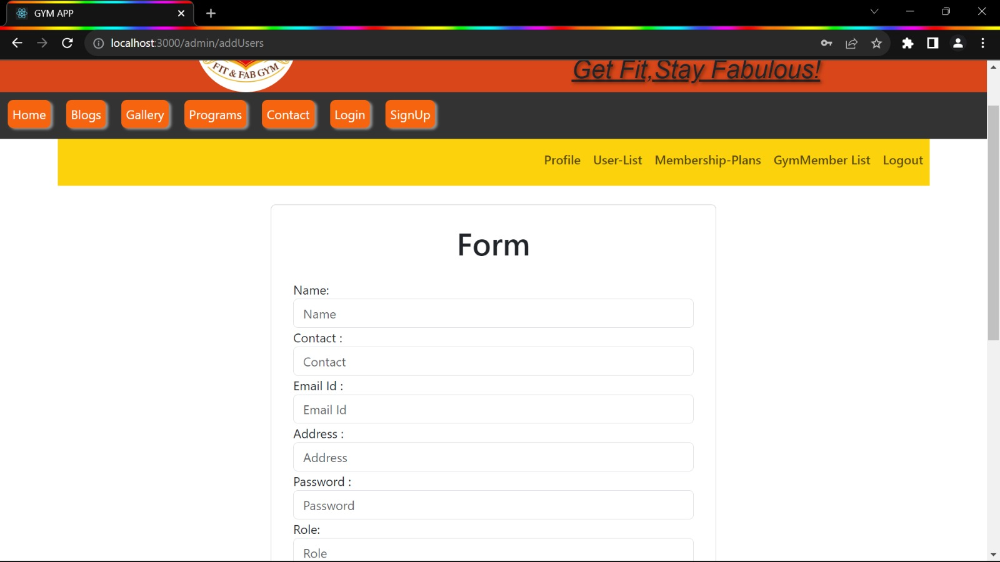 GYM APP
localhost:3000/admin/addUsers
FIT & FAB GYM
Get Fit,Stay Fabulous!
Home Blogs Gallery Programs Contact Login SignUp
Profile User-List Membership-Plans GymMember List Logout
Form
Name:
Name
Contact :
Contact
Email Id :
Email Id
Address :
Address
Password :
Password
Role:
Role